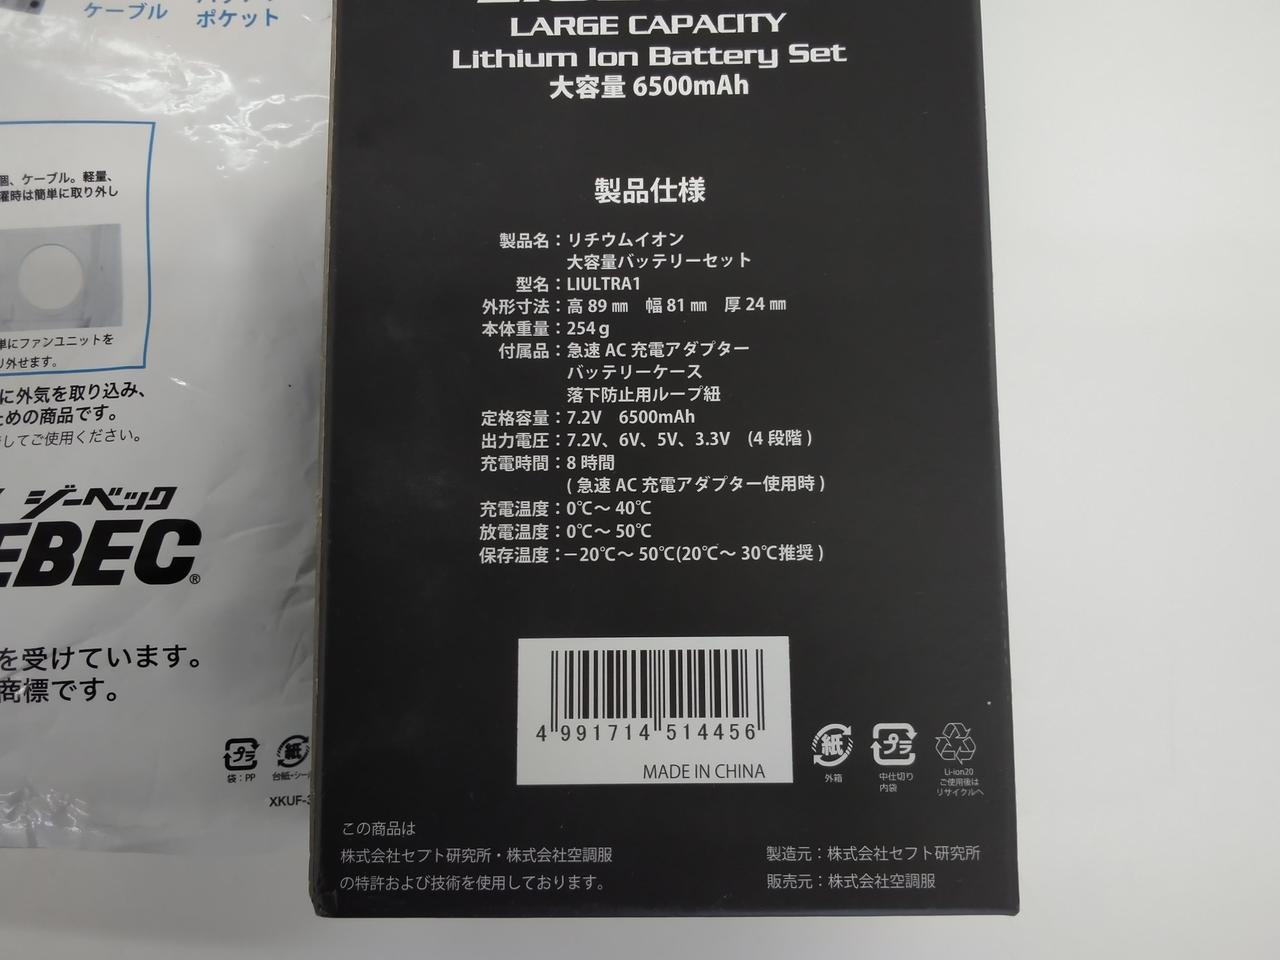 ケーブル
ポケット
個、ケーブル。軽量、
濯時は簡単に取り外し
単にファンユニットを
り外せます。
に外気を取り込み、
ための商品です。
してご使用ください。
ジーベック
EBEC®
を受けています。
商標です。
プラ
袋：PP
紙
XKUF-
LARGE CAPACITY
Lithium Ion Battery Set
大容量 6500mAh
製品仕様
製品名：リチウムイオン
大容量バッテリーセット
型名：LIULTRA1
外形寸法：高 89 ㎜　幅 81 ㎜　厚 24 ㎜
本体重量：254ｇ
付属品：急速 AC 充電アダプター
バッテリーケース
落下防止用ループ紐
定格容量：7.2V　6500mAh
出力電圧：7.2V、6V、5V、3.3V　(４段階 )
充電時間：8 時間
( 急速 AC 充電アダプター使用時 )
充電温度：0℃～ 40℃
放電温度：0℃～ 50℃
保存温度：－20℃～ 50℃(20℃～ 30℃推奨 )
4 991714 514456
MADE IN CHINA
紙
外箱
プラ
中仕切り
内袋
Li-ion20
ご使用後は
リサイクルへ
この商品は
株式会社セフト研究所・株式会社空調服
の特許および技術を使用しております。
製造元：株式会社セフト研究所
販売元：株式会社空調服